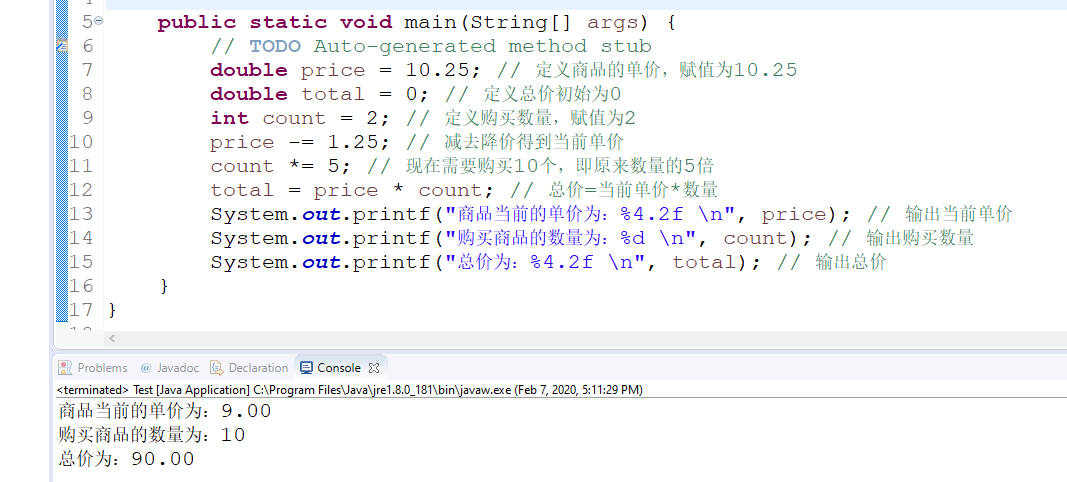 5 public static void main(String[] args) {
6 // TODO Auto-generated method stub
7 double price = 10.25; // 定义商品的单价，赋值为10.25
8 double total = 0; // 定义总价初始为0
9 int count = 2; // 定义购买数量，赋值为2
10 price -= 1.25; // 减去降价得到当前单价
11 count *= 5; // 现在需要购买10个，即原来数量的5倍
12 total = price * count; // 总价=当前单价*数量
13 System.out.printf("商品当前的单价为：%4.2f \n", price); // 输出当前单价
14 System.out.printf("购买商品的数量为：%d \n", count); // 输出购买数量
15 System.out.printf("总价为：%4.2f \n", total); // 输出总价
16 }
17 }
Problems @ Javadoc Declaration Console
<terminated> Test [Java Application] C:\Program Files\Java\jre1.8.0_181\bin\javaw.exe (Feb 7, 2020, 5:11:29 PM)
商品当前的单价为：9.00
购买商品的数量为：10
总价为：90.00